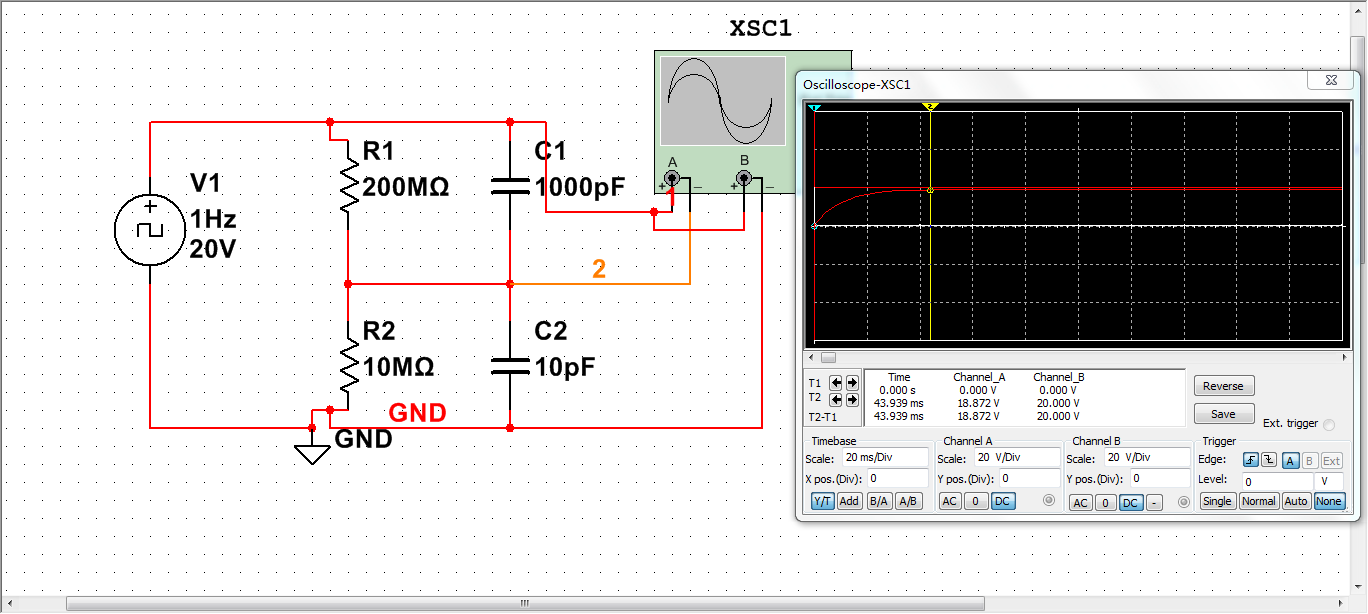 XSC1
Oscilloscope-XSC1
A
B
+
−
+
−
V1
1Hz
20V
+
R1
200MΩ
C1
1000pF
2
R2
10MΩ
C2
10pF
GND
GND
1
2
T1
T2
T2-T1
Time Channel_A Channel_B
0.000 s 0.000 V 0.000 V
43.939 ms 18.872 V 20.000 V
43.939 ms 18.872 V 20.000 V
Reverse
Save
Ext. trigger
Timebase
Scale: 20 ms/Div
X pos.(Div): 0
Y/T Add B/A A/B
Channel A
Scale: 20 V/Div
Y pos.(Div): 0
AC 0 DC
Channel B
Scale: 20 V/Div
Y pos.(Div): 0
AC 0 DC -
Trigger
Edge: A B Ext
Level: 0 V
Single Normal Auto None